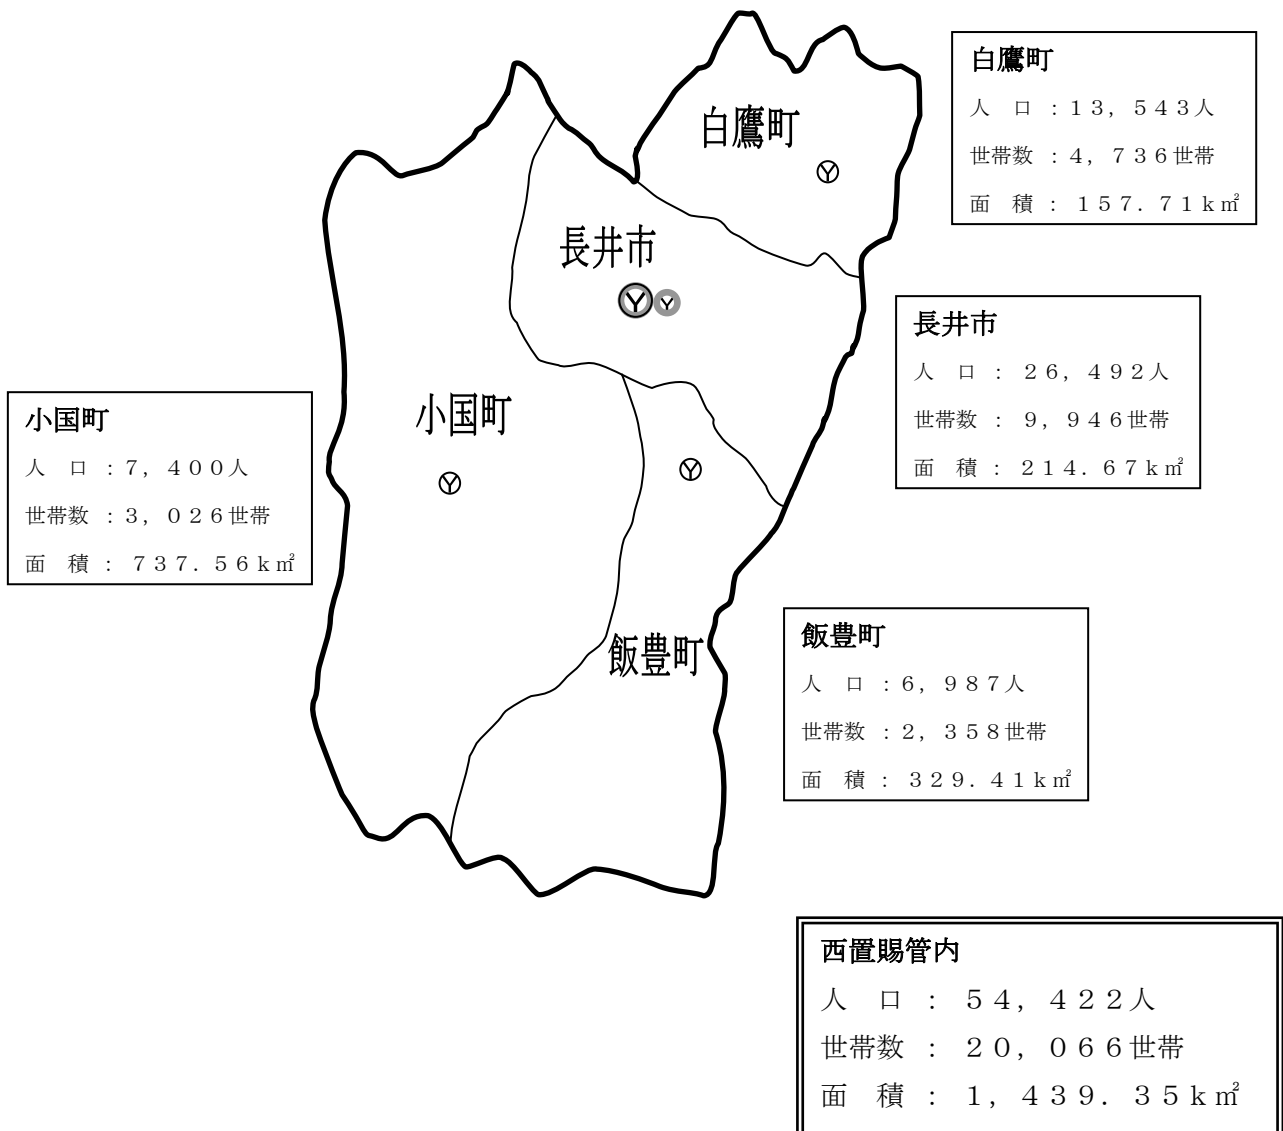 白鷹町
人　口　：１３，５４３人
世帯数　：４，７３６世帯
面　積　：　１５７．７１ｋ㎡
白鷹町
長井市
長井市
人　口　：　２６，４９２人
世帯数　：　９，９４６世帯
面　積　：　２１４．６７ｋ㎡
小国町
人　口　：７，４００人
世帯数　：３，０２６世帯
面　積　：　７３７．５６ｋ㎡
小国町
飯豊町
飯豊町
人　口　：６，９８７人
世帯数　：２，３５８世帯
面　積　：　３２９．４１ｋ㎡
西置賜管内
人　口　：　５４，４２２人
世帯数　：　２０，０６６世帯
面　積　：　１，４３９．３５ｋ㎡